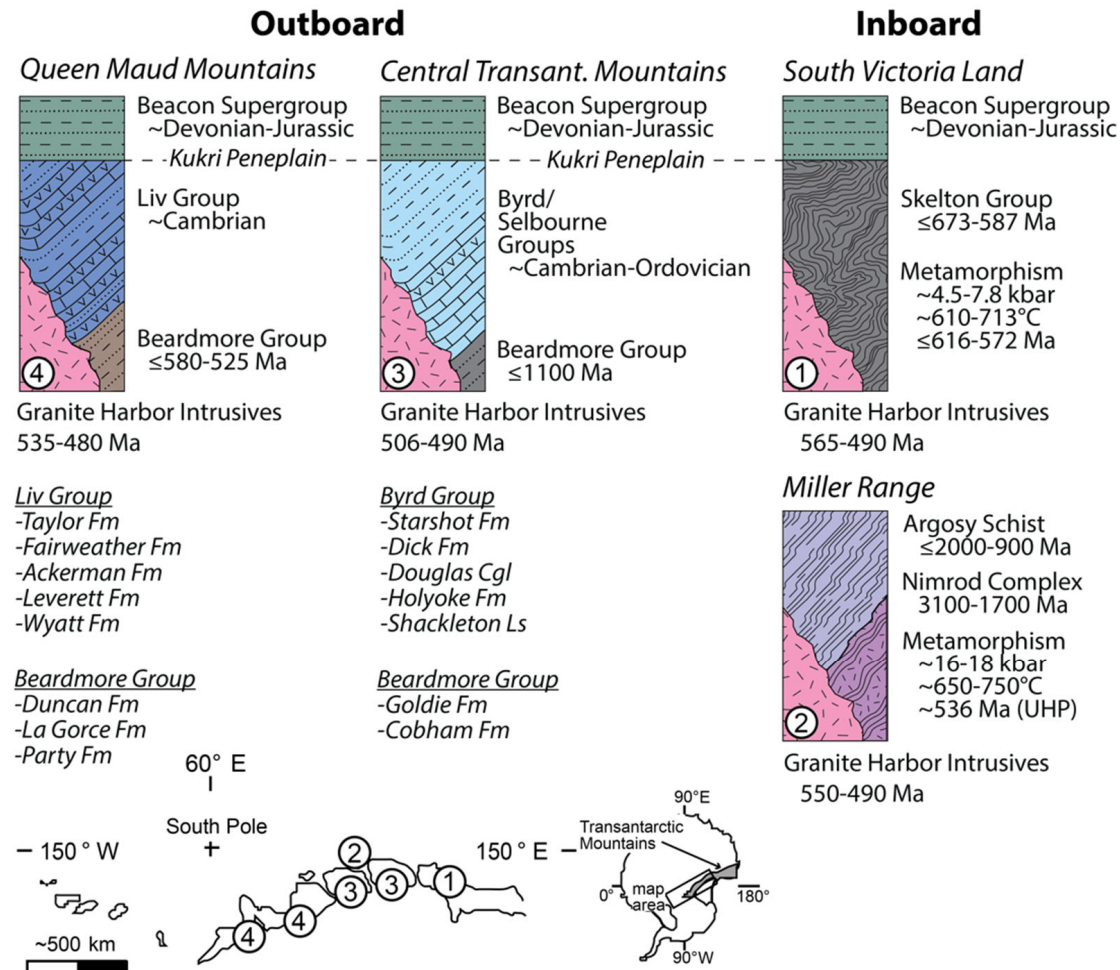 Outboard
Inboard
Queen Maud Mountains
Beacon Supergroup
~Devonian-Jurassic
Kukri Peneplain
Liv Group
~Cambrian
Beardmore Group
≤580-525 Ma
4
Granite Harbor Intrusives
535-480 Ma
Liv Group
-Taylor Fm
-Fairweather Fm
-Ackerman Fm
-Leverett Fm
-Wyatt Fm
Beardmore Group
-Duncan Fm
-La Gorce Fm
-Party Fm
Central Transant. Mountains
Beacon Supergroup
~Devonian-Jurassic
Kukri Peneplain
Byrd/
Selbourne
Groups
~Cambrian-Ordovician
Beardmore Group
≤1100 Ma
3
Granite Harbor Intrusives
506-490 Ma
Byrd Group
-Starshot Fm
-Dick Fm
-Douglas Cgl
-Holyoke Fm
-Shackleton Ls
Beardmore Group
-Goldie Fm
-Cobham Fm
South Victoria Land
Beacon Supergroup
~Devonian-Jurassic
Skelton Group
≤673-587 Ma
Metamorphism
~4.5-7.8 kbar
~610-713°C
≤616-572 Ma
1
Granite Harbor Intrusives
565-490 Ma
Miller Range
Argosy Schist
≤2000-900 Ma
Nimrod Complex
3100-1700 Ma
Metamorphism
~16-18 kbar
~650-750°C
~536 Ma (UHP)
2
Granite Harbor Intrusives
550-490 Ma
60° E
South Pole
150° W
150° E
2
3
3
1
4
4
~500 km
90°E
Transantarctic
Mountains
0°
map
area
180°
90°W